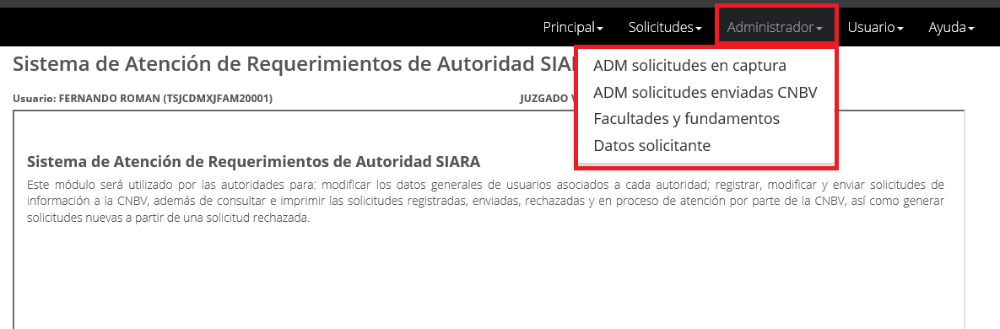 Principal Solicitudes Administrador Usuario Ayuda
Sistema de Atención de Requerimientos de Autoridad
ADM solicitudes en captura
ADM solicitudes enviadas CNBV
Facultades y fundamentos
Datos solicitante
Usuario: FERNANDO ROMAN (TSJCDMXJFAM20001) JUZGADO
Sistema de Atención de Requerimientos de Autoridad SIARA
Este módulo será utilizado por las autoridades para: modificar los datos generales de usuarios asociados a cada autoridad; registrar, modificar y enviar solicitudes de
información a la CNBV, además de consultar e imprimir las solicitudes registradas, enviadas, rechazadas y en proceso de atención por parte de la CNBV, así como generar
solicitudes nuevas a partir de una solicitud rechazada.